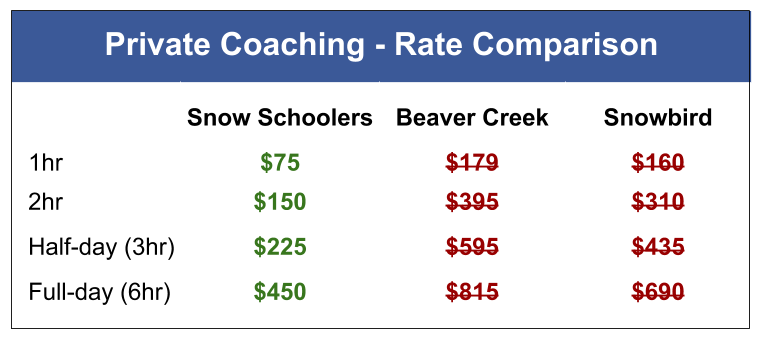 Private Coaching - Rate Comparison
Snow Schoolers Beaver Creek Snowbird
1hr $75 $179 $160
2hr $150 $395 $310
Half-day (3hr) $225 $595 $435
Full-day (6hr) $450 $815 $690